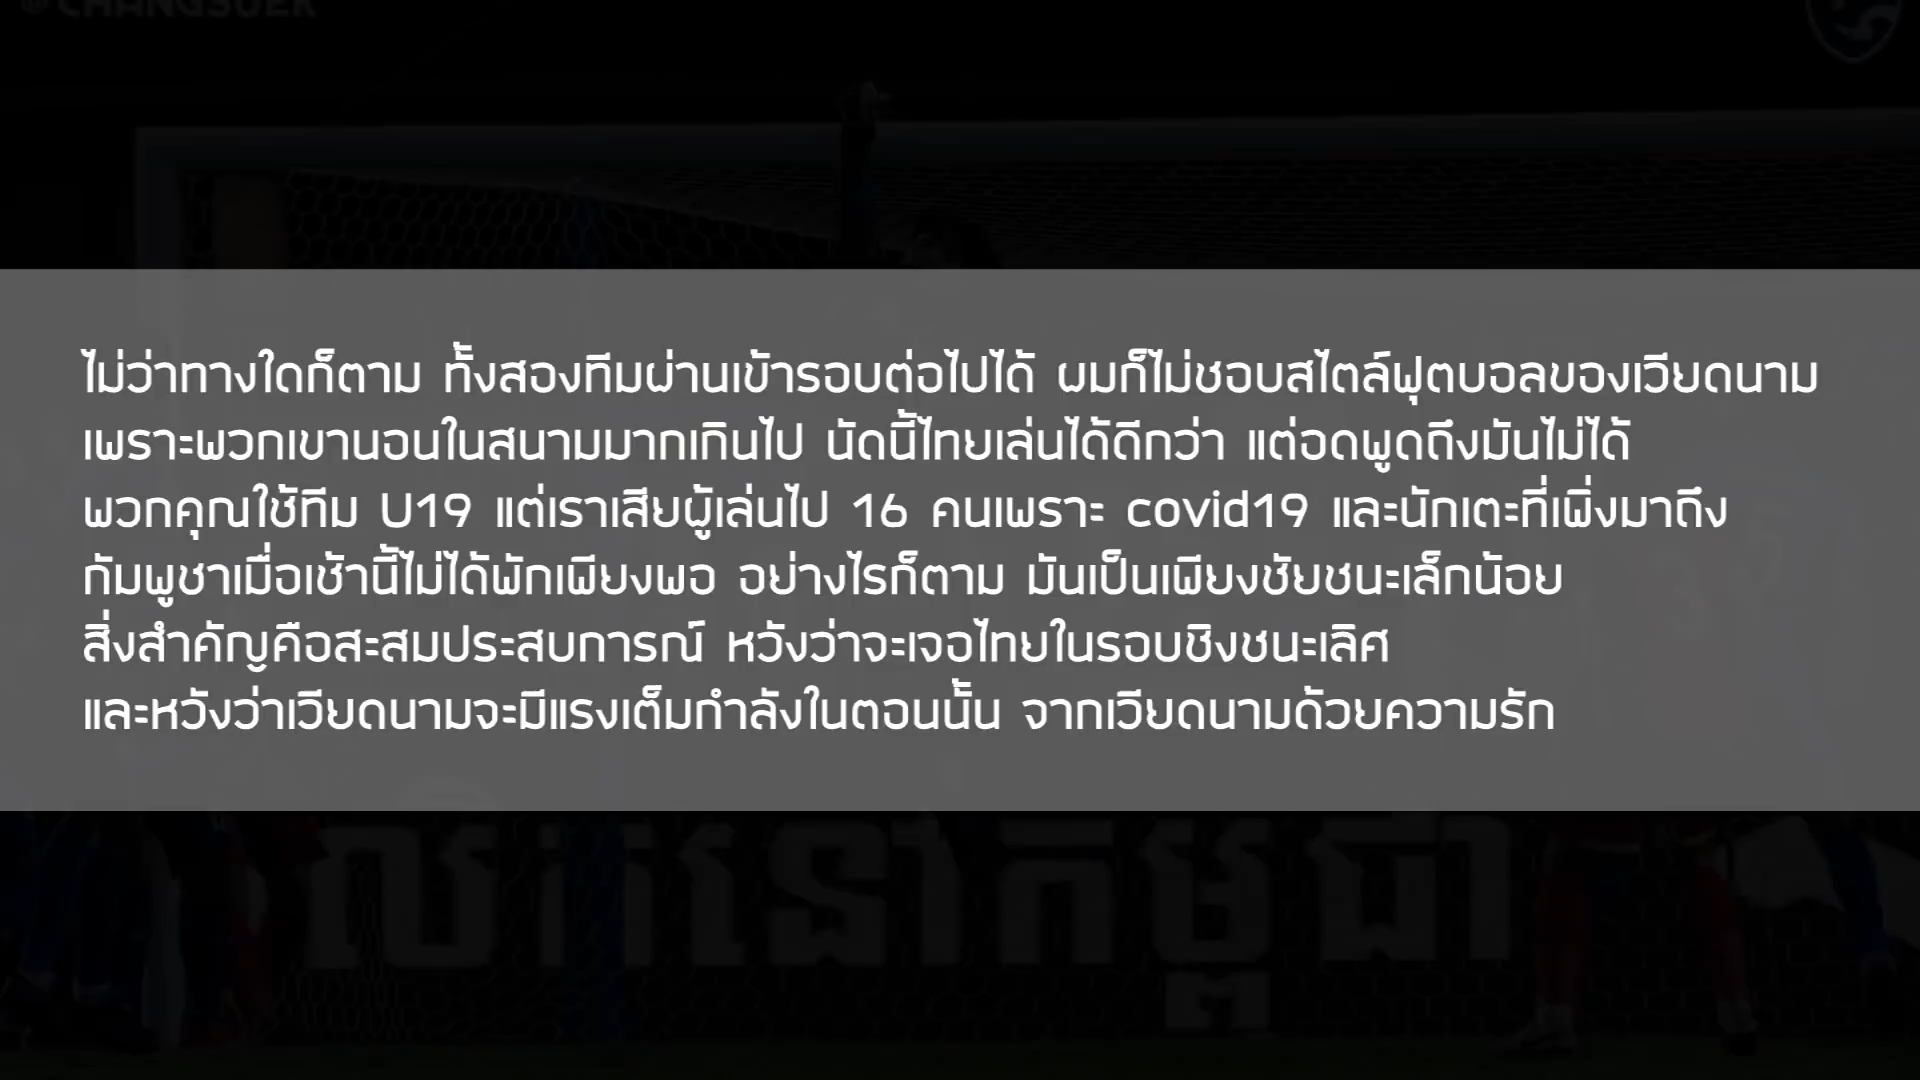 CHANGSUEK
ไม่ว่าทางใดก็ตาม ทั้งสองทีมผ่านเข้ารอบต่อไปได้ ผมก็ไม่ชอบสไตล์ฟุตบอลของเวียดนาม
เพราะพวกเขานอนในสนามมากเกินไป นัดนี้ไทยเล่นได้ดีกว่า แต่อดพูดถึงมันไม่ได้
พวกคุณใช้ทีม U19 แต่เราเสียผู้เล่นไป 16 คนเพราะ covid19 และนักเตะที่เพิ่งมาถึง
กัมพูชาเมื่อเช้านี้ไม่ได้พักเพียงพอ อย่างไรก็ตาม มันเป็นเพียงชัยชนะเล็กน้อย
สิ่งสำคัญคือสะสมประสบการณ์ หวังว่าจะเจอไทยในรอบชิงชนะเลิศ
และหวังว่าเวียดนามจะมีแรงเต็มกำลังในตอนนั้น จากเวียดนามด้วยความรัก